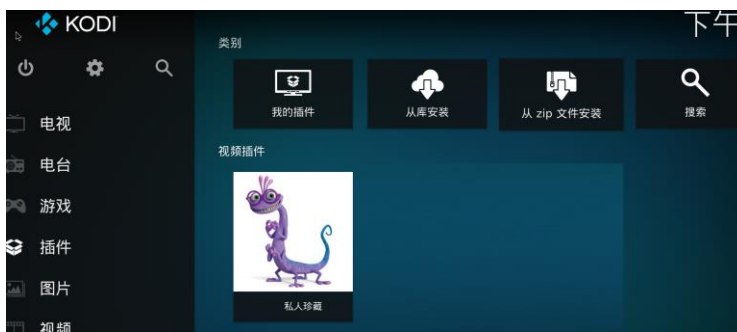 KODI
下午
类别
我的插件
从库安装
从 zip 文件安装
搜索
电视
电台
游戏
插件
图片
视频
视频插件
私人珍藏